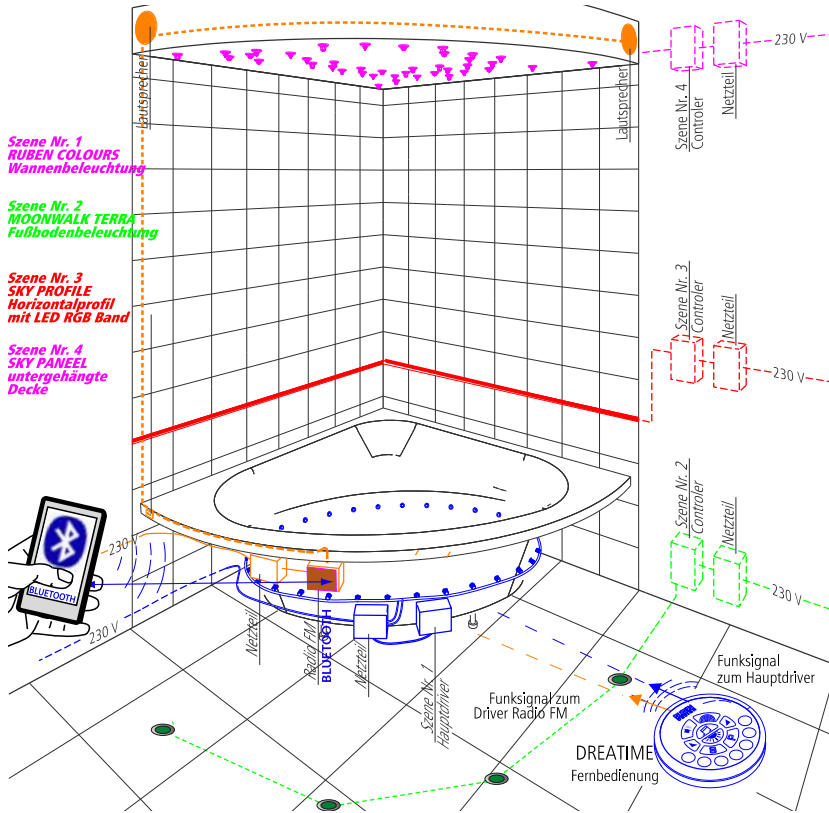 Lautsprecher
Lautsprecher
230 V
Szene Nr. 4
Controler
Netzteil
Szene Nr. 1
RUBEN COLOURS
Wannenbeleuchtung
Szene Nr. 2
MOONWALK TERRA
Fußbodenbeleuchtung
Szene Nr. 3
SKY PROFILE
Horizontalprofil
mit LED RGB Band
Szene Nr. 4
SKY PANEEL
untergehängte
Decke
Szene Nr. 3
Controler
Netzteil
230 V
Szene Nr. 2
Controler
Netzteil
230 V
BLUETOOTH
230 V
230 V
Netzteil
Radio FM
BLUETOOTH
Netzteil
Szene Nr. 1
Hauptdriver
Funksignal
zum Hauptdriver
Funksignal zum
Driver Radio FM
DREATIME
Fernbedienung